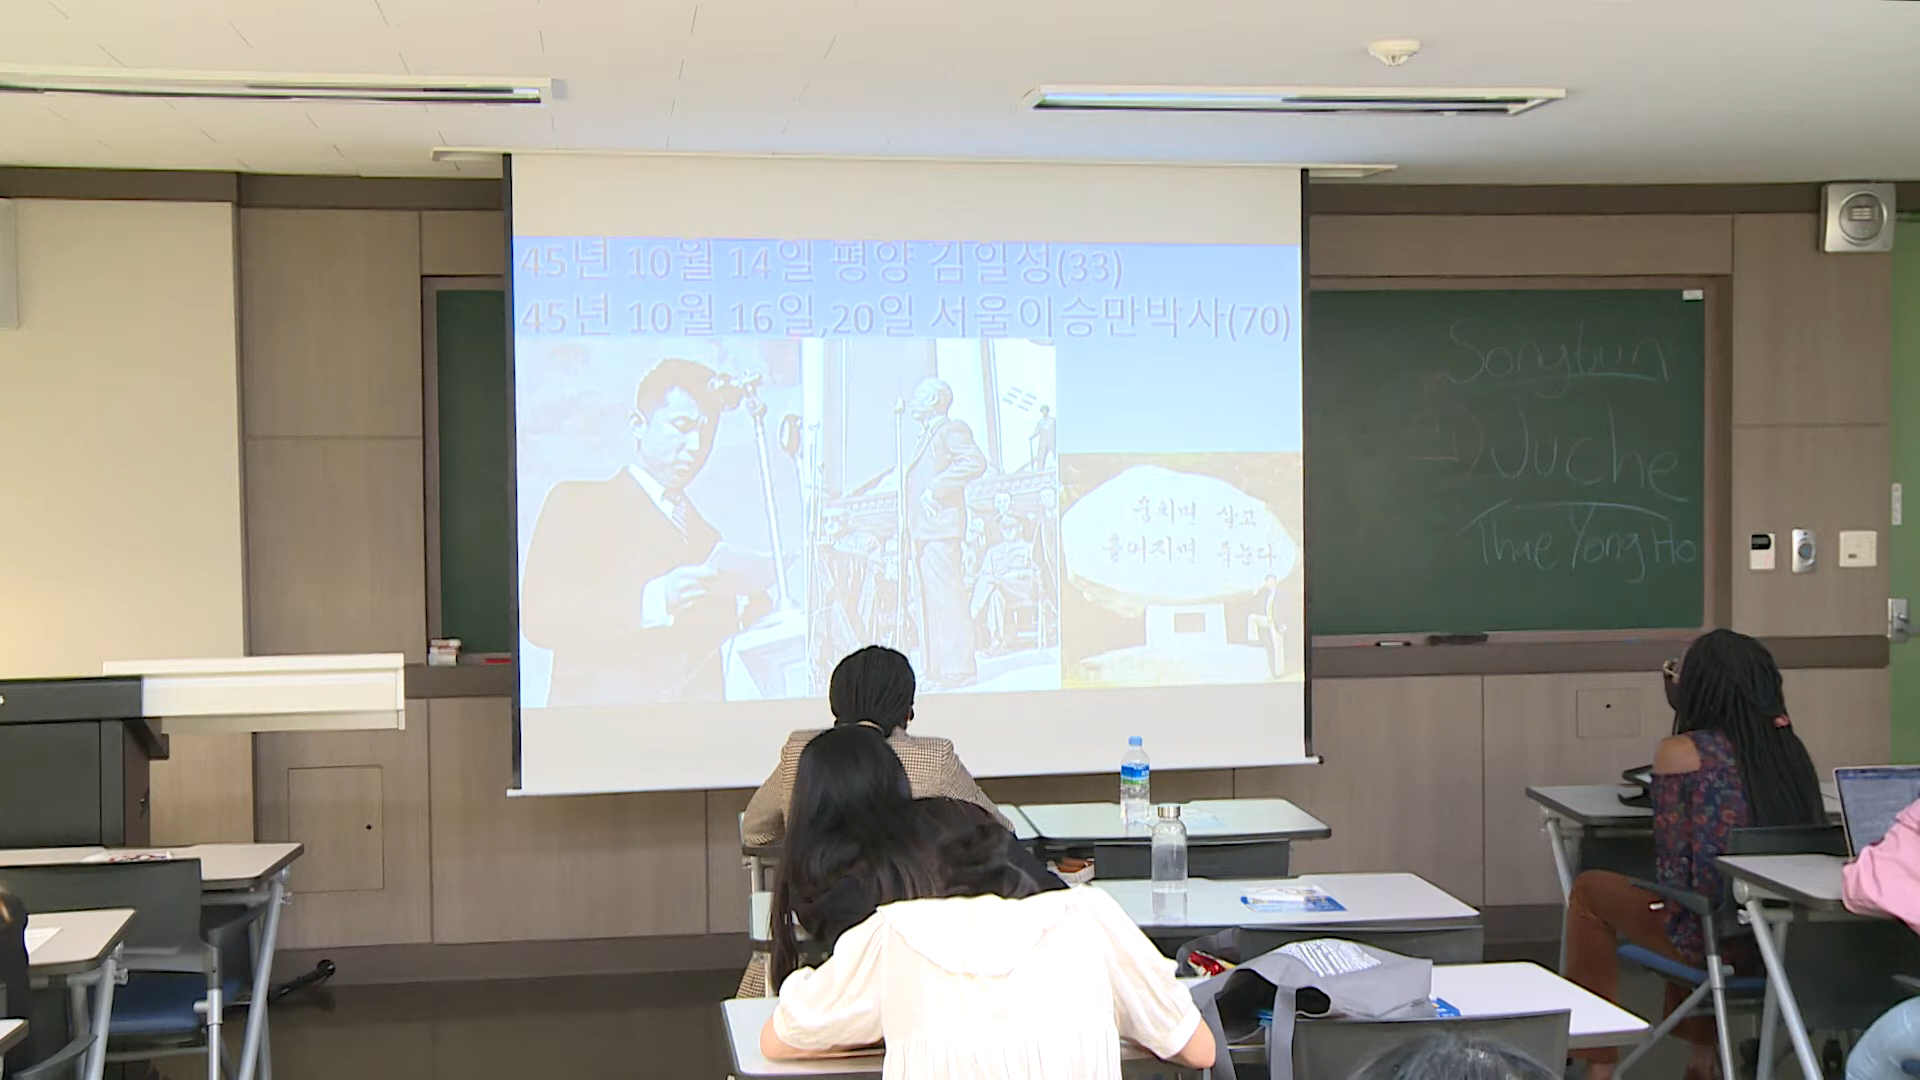 45년 10월 14일 평양 김일성(33)
45년 10월 16일,20일 서울이승만박사(70)
뭉치면 살고
흩어지면 죽는다
Songbun
Juche
Thae Yong Ho